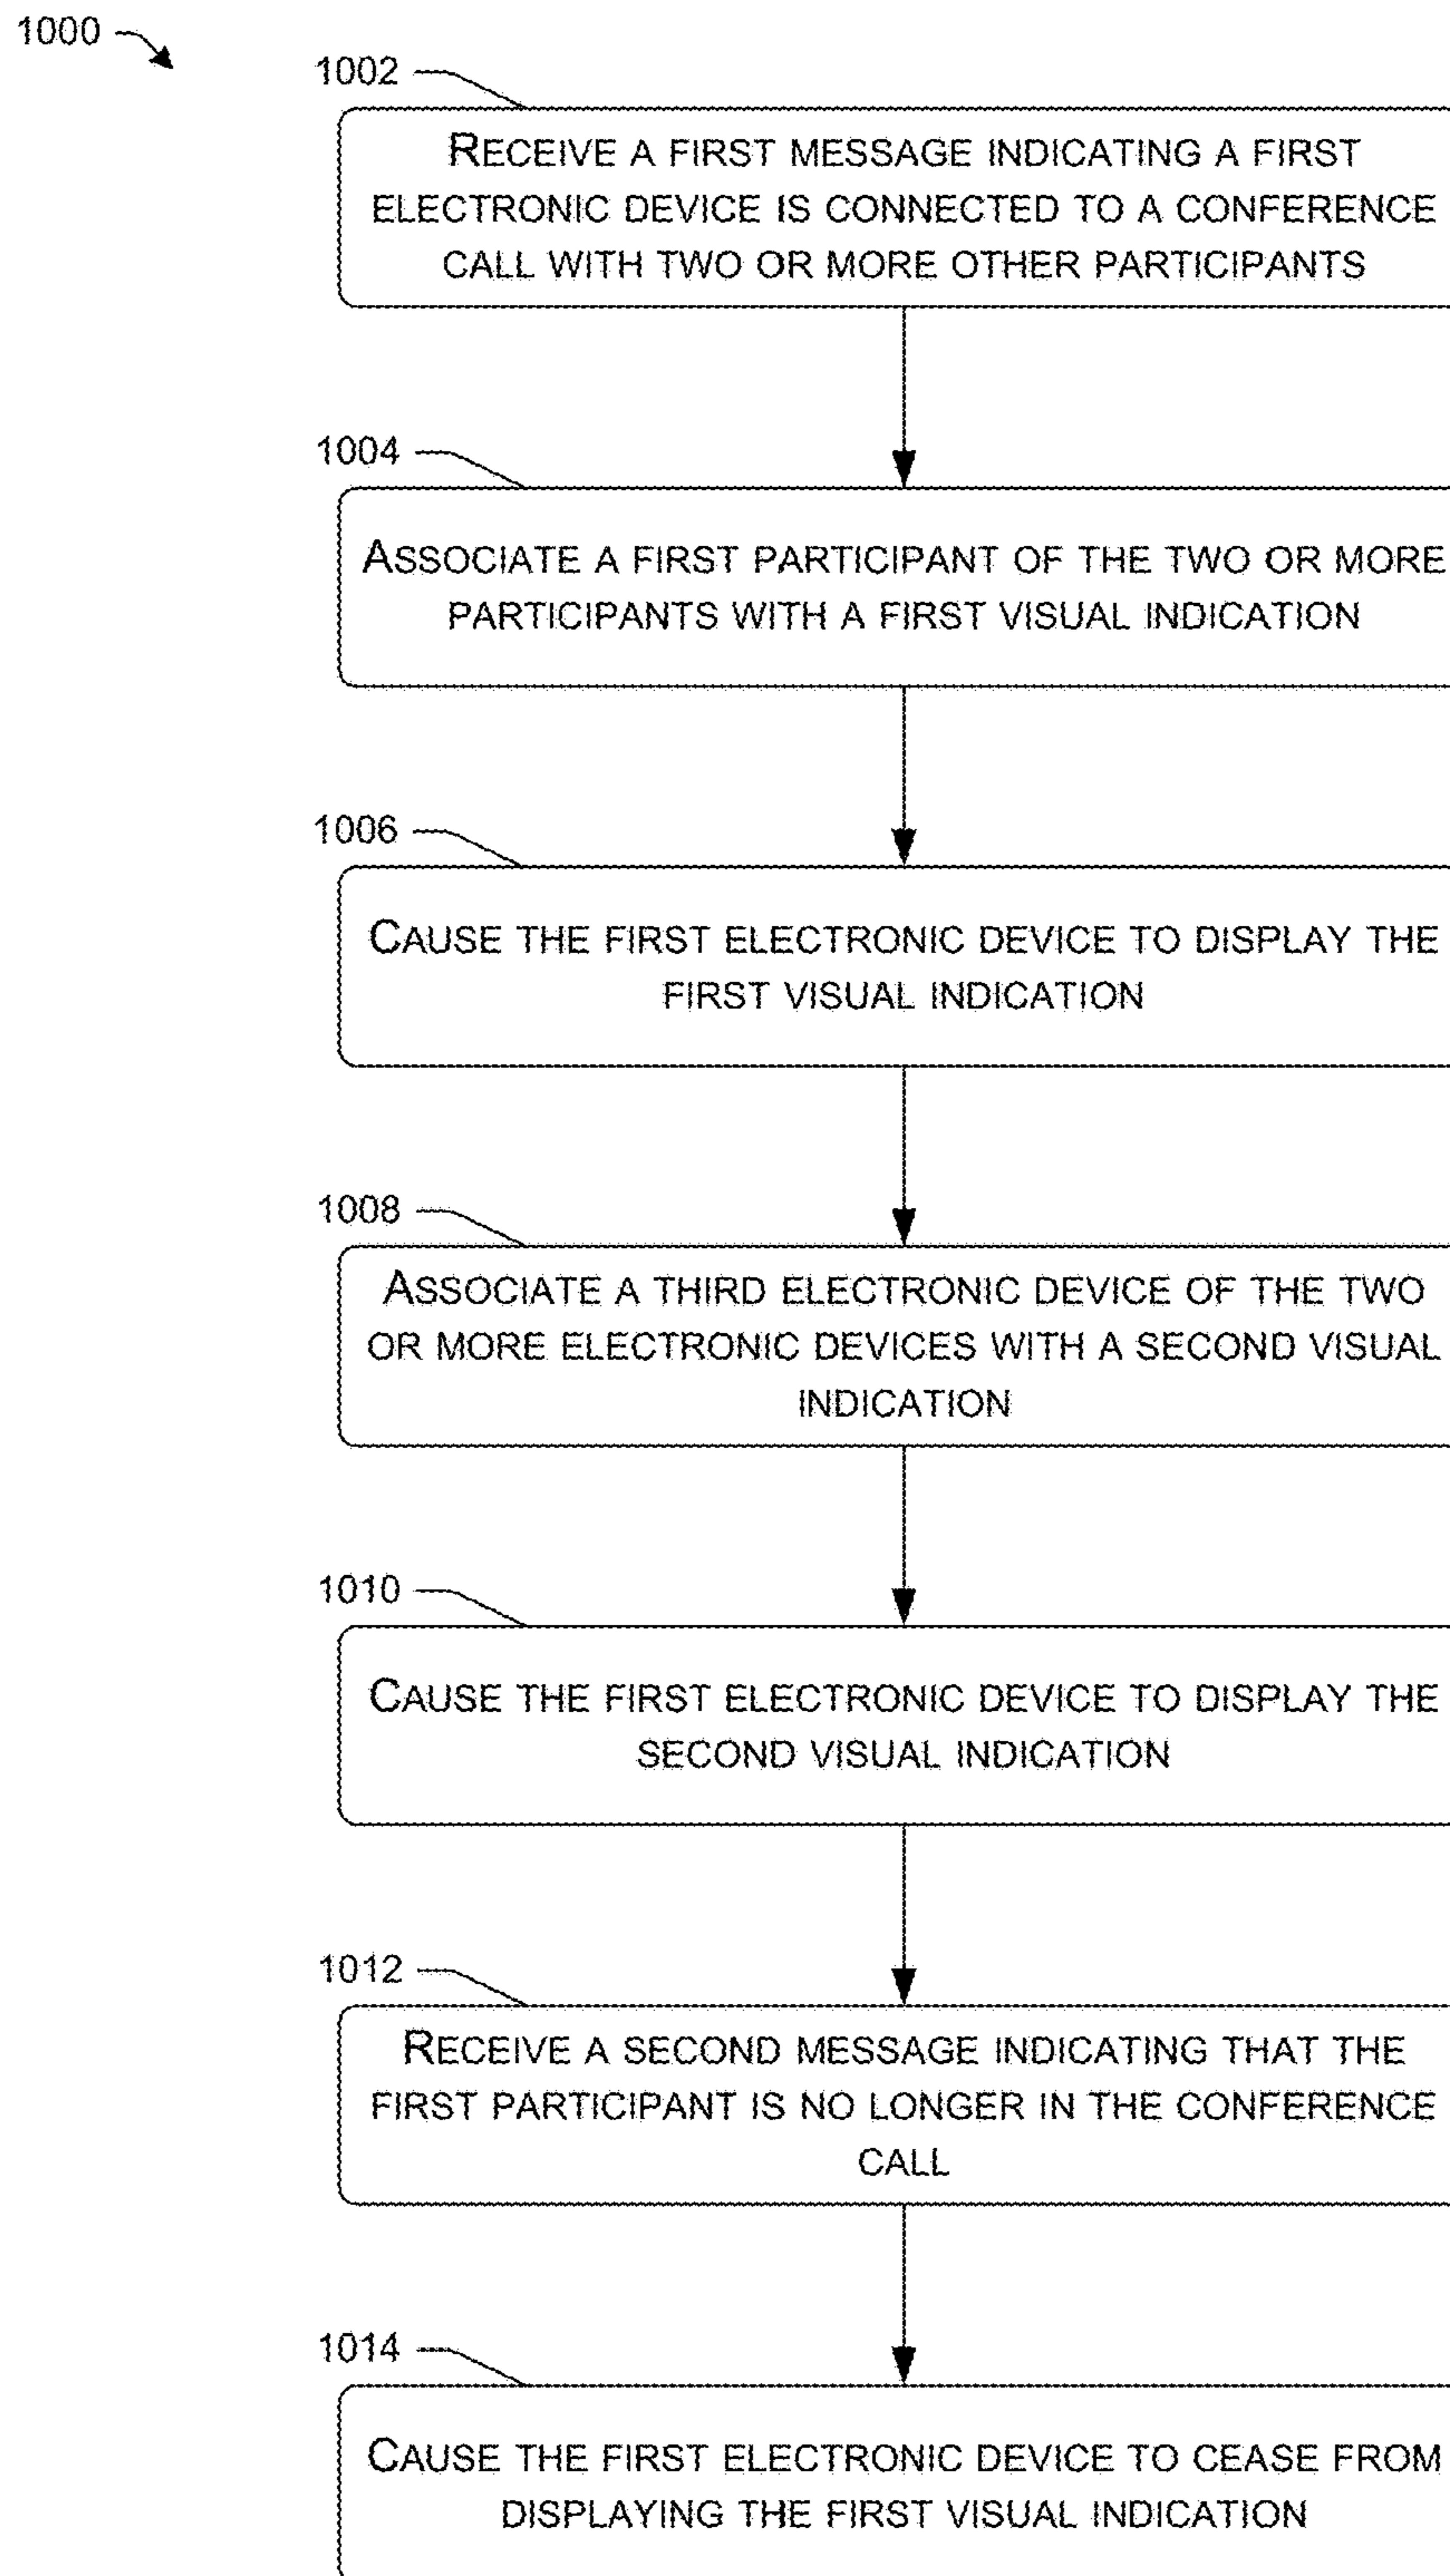 1000
1002
RECEIVE A FIRST MESSAGE INDICATING A FIRST
ELECTRONIC DEVICE IS CONNECTED TO A CONFERENCE
CALL WITH TWO OR MORE OTHER PARTICIPANTS
1004
ASSOCIATE A FIRST PARTICIPANT OF THE TWO OR MORE
PARTICIPANTS WITH A FIRST VISUAL INDICATION
1006
CAUSE THE FIRST ELECTRONIC DEVICE TO DISPLAY THE
FIRST VISUAL INDICATION
1008
ASSOCIATE A THIRD ELECTRONIC DEVICE OF THE TWO
OR MORE ELECTRONIC DEVICES WITH A SECOND VISUAL
INDICATION
1010
CAUSE THE FIRST ELECTRONIC DEVICE TO DISPLAY THE
SECOND VISUAL INDICATION
1012
RECEIVE A SECOND MESSAGE INDICATING THAT THE
FIRST PARTICIPANT IS NO LONGER IN THE CONFERENCE
CALL
1014
CAUSE THE FIRST ELECTRONIC DEVICE TO CEASE FROM
DISPLAYING THE FIRST VISUAL INDICATION